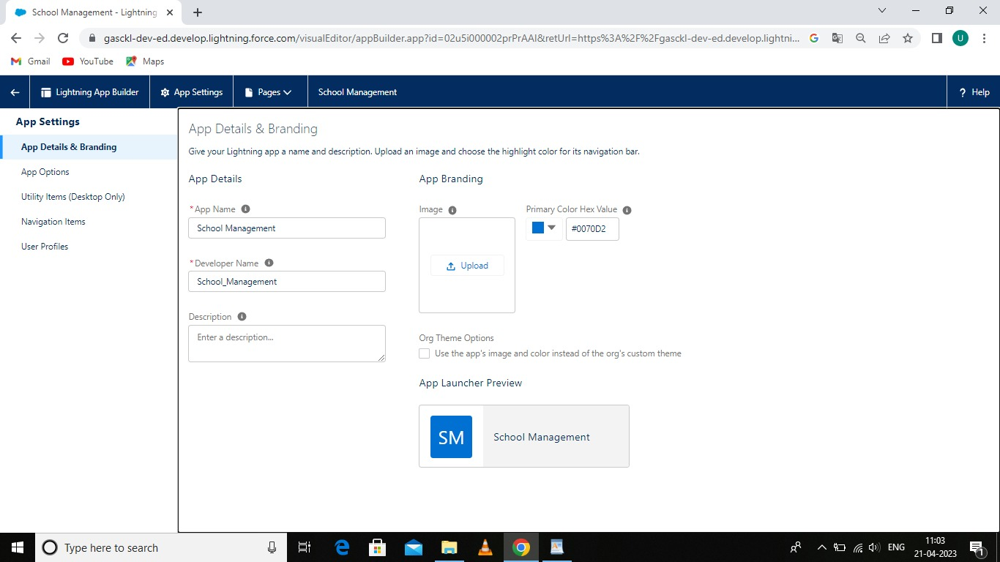 School Management - Lightning
gasckl-dev-ed.develop.lightning.force.com/visualEditor/appBuilder.app?id=02u5i000002prPrAAI&retUrl=https%3A%2F%2Fgasckl-dev-ed.develop.lightni...
U
Gmail
YouTube
Maps
Lightning App Builder
App Settings
Pages
School Management
? Help
App Settings
App Details & Branding
App Options
Utility Items (Desktop Only)
Navigation Items
User Profiles
App Details & Branding
Give your Lightning app a name and description. Upload an image and choose the highlight color for its navigation bar.
App Details
*App Name
School Management
*Developer Name
School_Management
Description
Enter a description...
App Branding
Image
Upload
Primary Color Hex Value
#0070D2
Org Theme Options
Use the app's image and color instead of the org's custom theme
App Launcher Preview
SM
School Management
Type here to search
ENG
11:03
21-04-2023
1